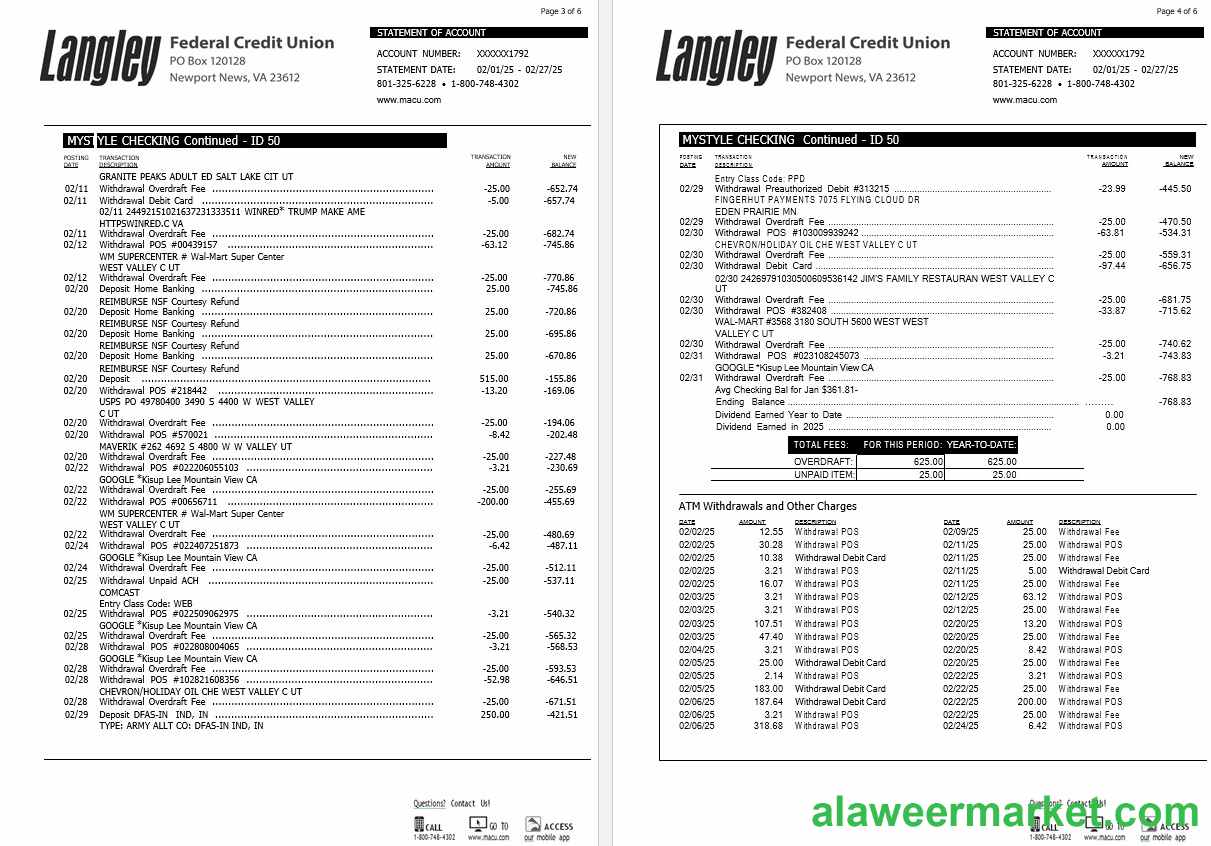 Page 3 of 6
Langley Federal Credit Union
PO Box 120128
Newport News, VA 23612
STATEMENT OF ACCOUNT
ACCOUNT NUMBER: XXXXXX1792
STATEMENT DATE: 02/01/25 - 02/27/25
801-325-6228 • 1-800-748-4302
www.macu.com
MYSTYLE CHECKING Continued - ID 50
POSTING DATE TRANSACTION DESCRIPTION TRANSACTION AMOUNT NEW BALANCE
GRANITE PEAKS ADULT ED SALT LAKE CIT UT
02/11 Withdrawal Overdraft Fee -25.00 -652.74
02/11 Withdrawal Debit Card -5.00 -657.74
02/11 24492151021637231333511 WINRED* TRUMP MAKE AME
HTTPSWINRED.C VA
02/11 Withdrawal Overdraft Fee -25.00 -682.74
02/12 Withdrawal POS #00439157 -63.12 -745.86
WM SUPERCENTER # Wal-Mart Super Center
WEST VALLEY C UT
02/12 Withdrawal Overdraft Fee -25.00 -770.86
02/20 Deposit Home Banking 25.00 -745.86
REIMBURSE NSF Courtesy Refund
02/20 Deposit Home Banking 25.00 -720.86
REIMBURSE NSF Courtesy Refund
02/20 Deposit Home Banking 25.00 -695.86
REIMBURSE NSF Courtesy Refund
02/20 Deposit Home Banking 25.00 -670.86
REIMBURSE NSF Courtesy Refund
02/20 Deposit 515.00 -155.86
02/20 Withdrawal POS #218442 -13.20 -169.06
USPS PO 49780400 3490 S 4400 W WEST VALLEY
C UT
02/20 Withdrawal Overdraft Fee -25.00 -194.06
02/20 Withdrawal POS #570021 -8.42 -202.48
MAVERIK #262 4692 S 4800 W W VALLEY UT
02/20 Withdrawal Overdraft Fee -25.00 -227.48
02/22 Withdrawal POS #022206055103 -3.21 -230.69
GOOGLE *Kisup Lee Mountain View CA
02/22 Withdrawal Overdraft Fee -25.00 -255.69
02/22 Withdrawal POS #00656711 -200.00 -455.69
WM SUPERCENTER # Wal-Mart Super Center
WEST VALLEY C UT
02/22 Withdrawal Overdraft Fee -25.00 -480.69
02/24 Withdrawal POS #022407251873 -6.42 -487.11
GOOGLE *Kisup Lee Mountain View CA
02/24 Withdrawal Overdraft Fee -25.00 -512.11
02/25 Withdrawal Unpaid ACH -25.00 -537.11
COMCAST
Entry Class Code: WEB
02/25 Withdrawal POS #022509062975 -3.21 -540.32
GOOGLE *Kisup Lee Mountain View CA
02/25 Withdrawal Overdraft Fee -25.00 -565.32
02/28 Withdrawal POS #022808004065 -3.21 -568.53
GOOGLE *Kisup Lee Mountain View CA
02/28 Withdrawal Overdraft Fee -25.00 -593.53
02/28 Withdrawal POS #102821608356 -52.98 -646.51
CHEVRON/HOLIDAY OIL CHE WEST VALLEY C UT
02/28 Withdrawal Overdraft Fee -25.00 -671.51
02/29 Deposit DFAS-IN IND, IN 250.00 -421.51
TYPE: ARMY ALLT CO: DFAS-IN IND, IN
Questions? Contact Us!
CALL 1-800-748-4302 GO TO www.macu.com ACCESS our mobile app
Page 4 of 6
Langley Federal Credit Union
PO Box 120128
Newport News, VA 23612
STATEMENT OF ACCOUNT
ACCOUNT NUMBER: XXXXXX1792
STATEMENT DATE: 02/01/25 - 02/27/25
801-325-6228 • 1-800-748-4302
www.macu.com
MYSTYLE CHECKING Continued - ID 50
POSTING DATE TRANSACTION DESCRIPTION TRANSACTION AMOUNT NEW BALANCE
Entry Class Code: PPD
02/29 Withdrawal Preauthorized Debit #313215 -23.99 -445.50
FINGERHUT PAYMENTS 7075 FLYING CLOUD DR
EDEN PRAIRIE MN
02/29 Withdrawal Overdraft Fee -25.00 -470.50
02/30 Withdrawal POS #103009939242 -63.81 -534.31
CHEVRON/HOLIDAY OIL CHE WEST VALLEY C UT
02/30 Withdrawal Overdraft Fee -25.00 -559.31
02/30 Withdrawal Debit Card -97.44 -656.75
02/30 24269791030500609536142 JIM'S FAMILY RESTAURAN WEST VALLEY C
UT
02/30 Withdrawal Overdraft Fee -25.00 -681.75
02/30 Withdrawal POS #382408 -33.87 -715.62
WAL-MART #3568 3180 SOUTH 5600 WEST WEST
VALLEY C UT
02/30 Withdrawal Overdraft Fee -25.00 -740.62
02/31 Withdrawal POS #023108245073 -3.21 -743.83
GOOGLE *Kisup Lee Mountain View CA
02/31 Withdrawal Overdraft Fee -25.00 -768.83
Avg Checking Bal for Jan $361.81-
Ending Balance -768.83
Dividend Earned Year to Date 0.00
Dividend Earned in 2025 0.00
TOTAL FEES: FOR THIS PERIOD: YEAR-TO-DATE:
OVERDRAFT: 625.00 625.00
UNPAID ITEM: 25.00 25.00
ATM Withdrawals and Other Charges
DATE AMOUNT DESCRIPTION DATE AMOUNT DESCRIPTION
02/02/25 12.55 Withdrawal POS 02/09/25 25.00 Withdrawal Fee
02/02/25 30.28 Withdrawal POS 02/11/25 25.00 Withdrawal POS
02/02/25 10.38 Withdrawal Debit Card 02/11/25 25.00 Withdrawal Fee
02/02/25 3.21 Withdrawal POS 02/11/25 5.00 Withdrawal Debit Card
02/02/25 16.07 Withdrawal POS 02/11/25 25.00 Withdrawal Fee
02/03/25 3.21 Withdrawal POS 02/12/25 63.12 Withdrawal POS
02/03/25 3.21 Withdrawal POS 02/12/25 25.00 Withdrawal Fee
02/03/25 107.51 Withdrawal POS 02/20/25 13.20 Withdrawal POS
02/03/25 47.40 Withdrawal POS 02/20/25 25.00 Withdrawal Fee
02/04/25 3.21 Withdrawal POS 02/20/25 8.42 Withdrawal POS
02/05/25 25.00 Withdrawal Debit Card 02/20/25 25.00 Withdrawal Fee
02/05/25 2.14 Withdrawal POS 02/22/25 3.21 Withdrawal POS
02/05/25 183.00 Withdrawal Debit Card 02/22/25 25.00 Withdrawal Fee
02/06/25 187.64 Withdrawal Debit Card 02/22/25 200.00 Withdrawal POS
02/06/25 3.21 Withdrawal POS 02/22/25 25.00 Withdrawal Fee
02/06/25 318.68 Withdrawal POS 02/24/25 6.42 Withdrawal POS
Questions? Contact Us!
alaweermarket.com
CALL 1-800-748-4302 GO TO www.macu.com ACCESS our mobile app